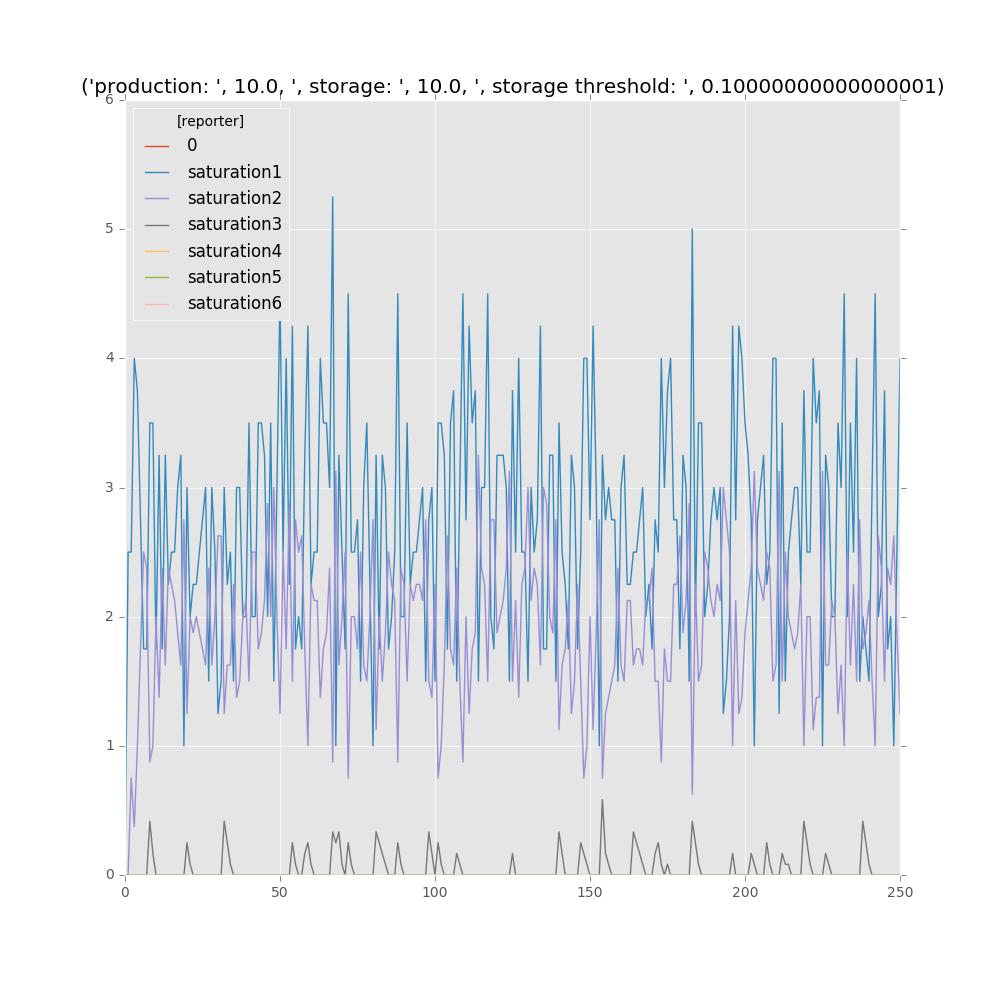 ('production: ', 10.0, ', storage: ', 10.0, ', storage threshold: ', 0.10000000000000001)
6
[reporter]
0
saturation1
saturation2
saturation3
saturation4
saturation5
saturation6
5
4
3
2
1
0
0 50 100 150 200 250